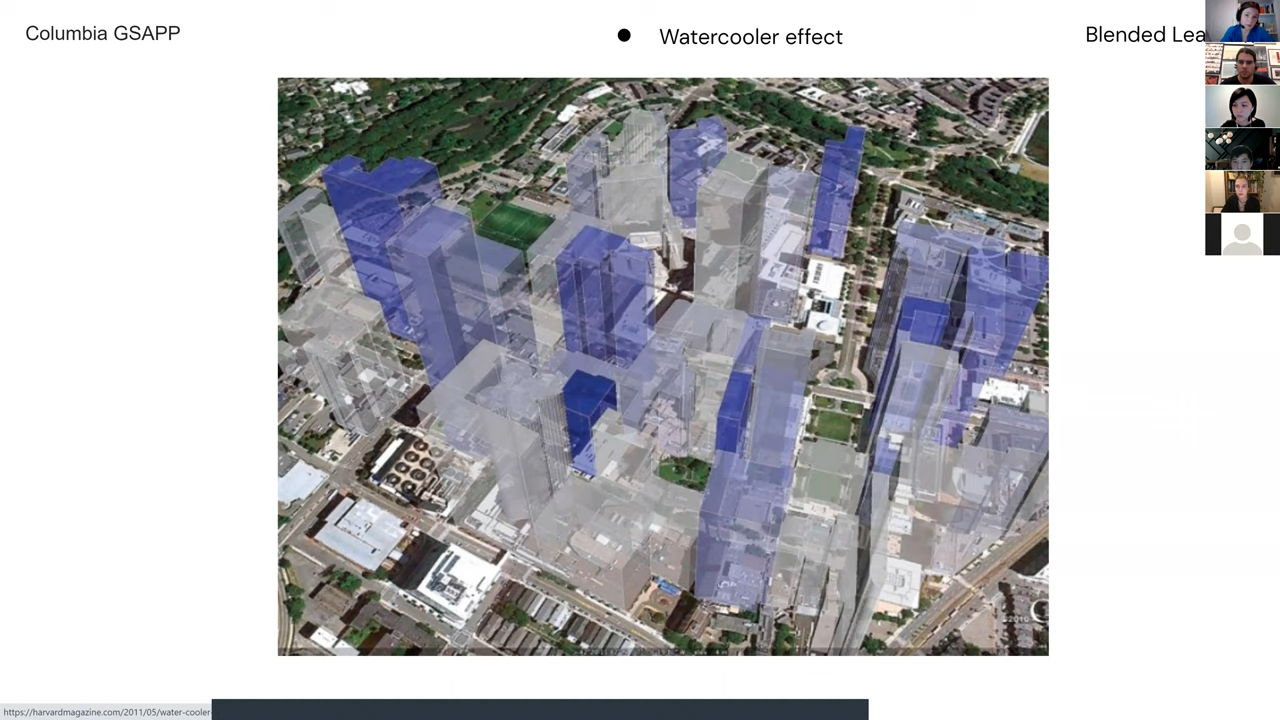 Columbia GSAPP
● Watercooler effect
Blended Lea
https://harvardmagazine.com/2011/05/water-cooler